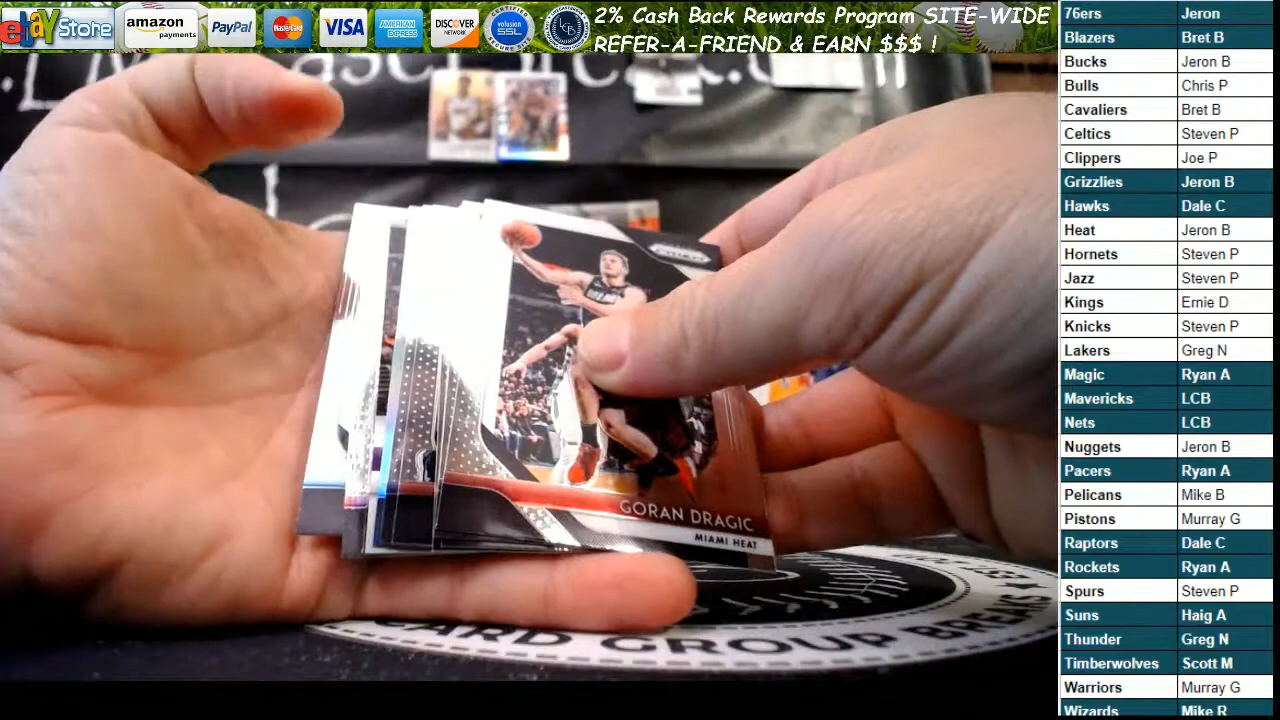 ebay Store
amazon payments
PayPal
MasterCard
VISA
AMERICAN EXPRESS
DISCOVER NETWORK
volusion SSL
LCB
2% Cash Back Rewards Program SITE-WIDE
REFER-A-FRIEND & EARN $$$ !
PRIZM
GORAN DRAGIC
MIAMI HEAT
CARD GROUP BREAKS
76ers Jeron
Blazers Bret B
Bucks Jeron B
Bulls Chris P
Cavaliers Bret B
Celtics Steven P
Clippers Joe P
Grizzlies Jeron B
Hawks Dale C
Heat Jeron B
Hornets Steven P
Jazz Steven P
Kings Ernie D
Knicks Steven P
Lakers Greg N
Magic Ryan A
Mavericks LCB
Nets LCB
Nuggets Jeron B
Pacers Ryan A
Pelicans Mike B
Pistons Murray G
Raptors Dale C
Rockets Ryan A
Spurs Steven P
Suns Haig A
Thunder Greg N
Timberwolves Scott M
Warriors Murray G
Wizards Mike R